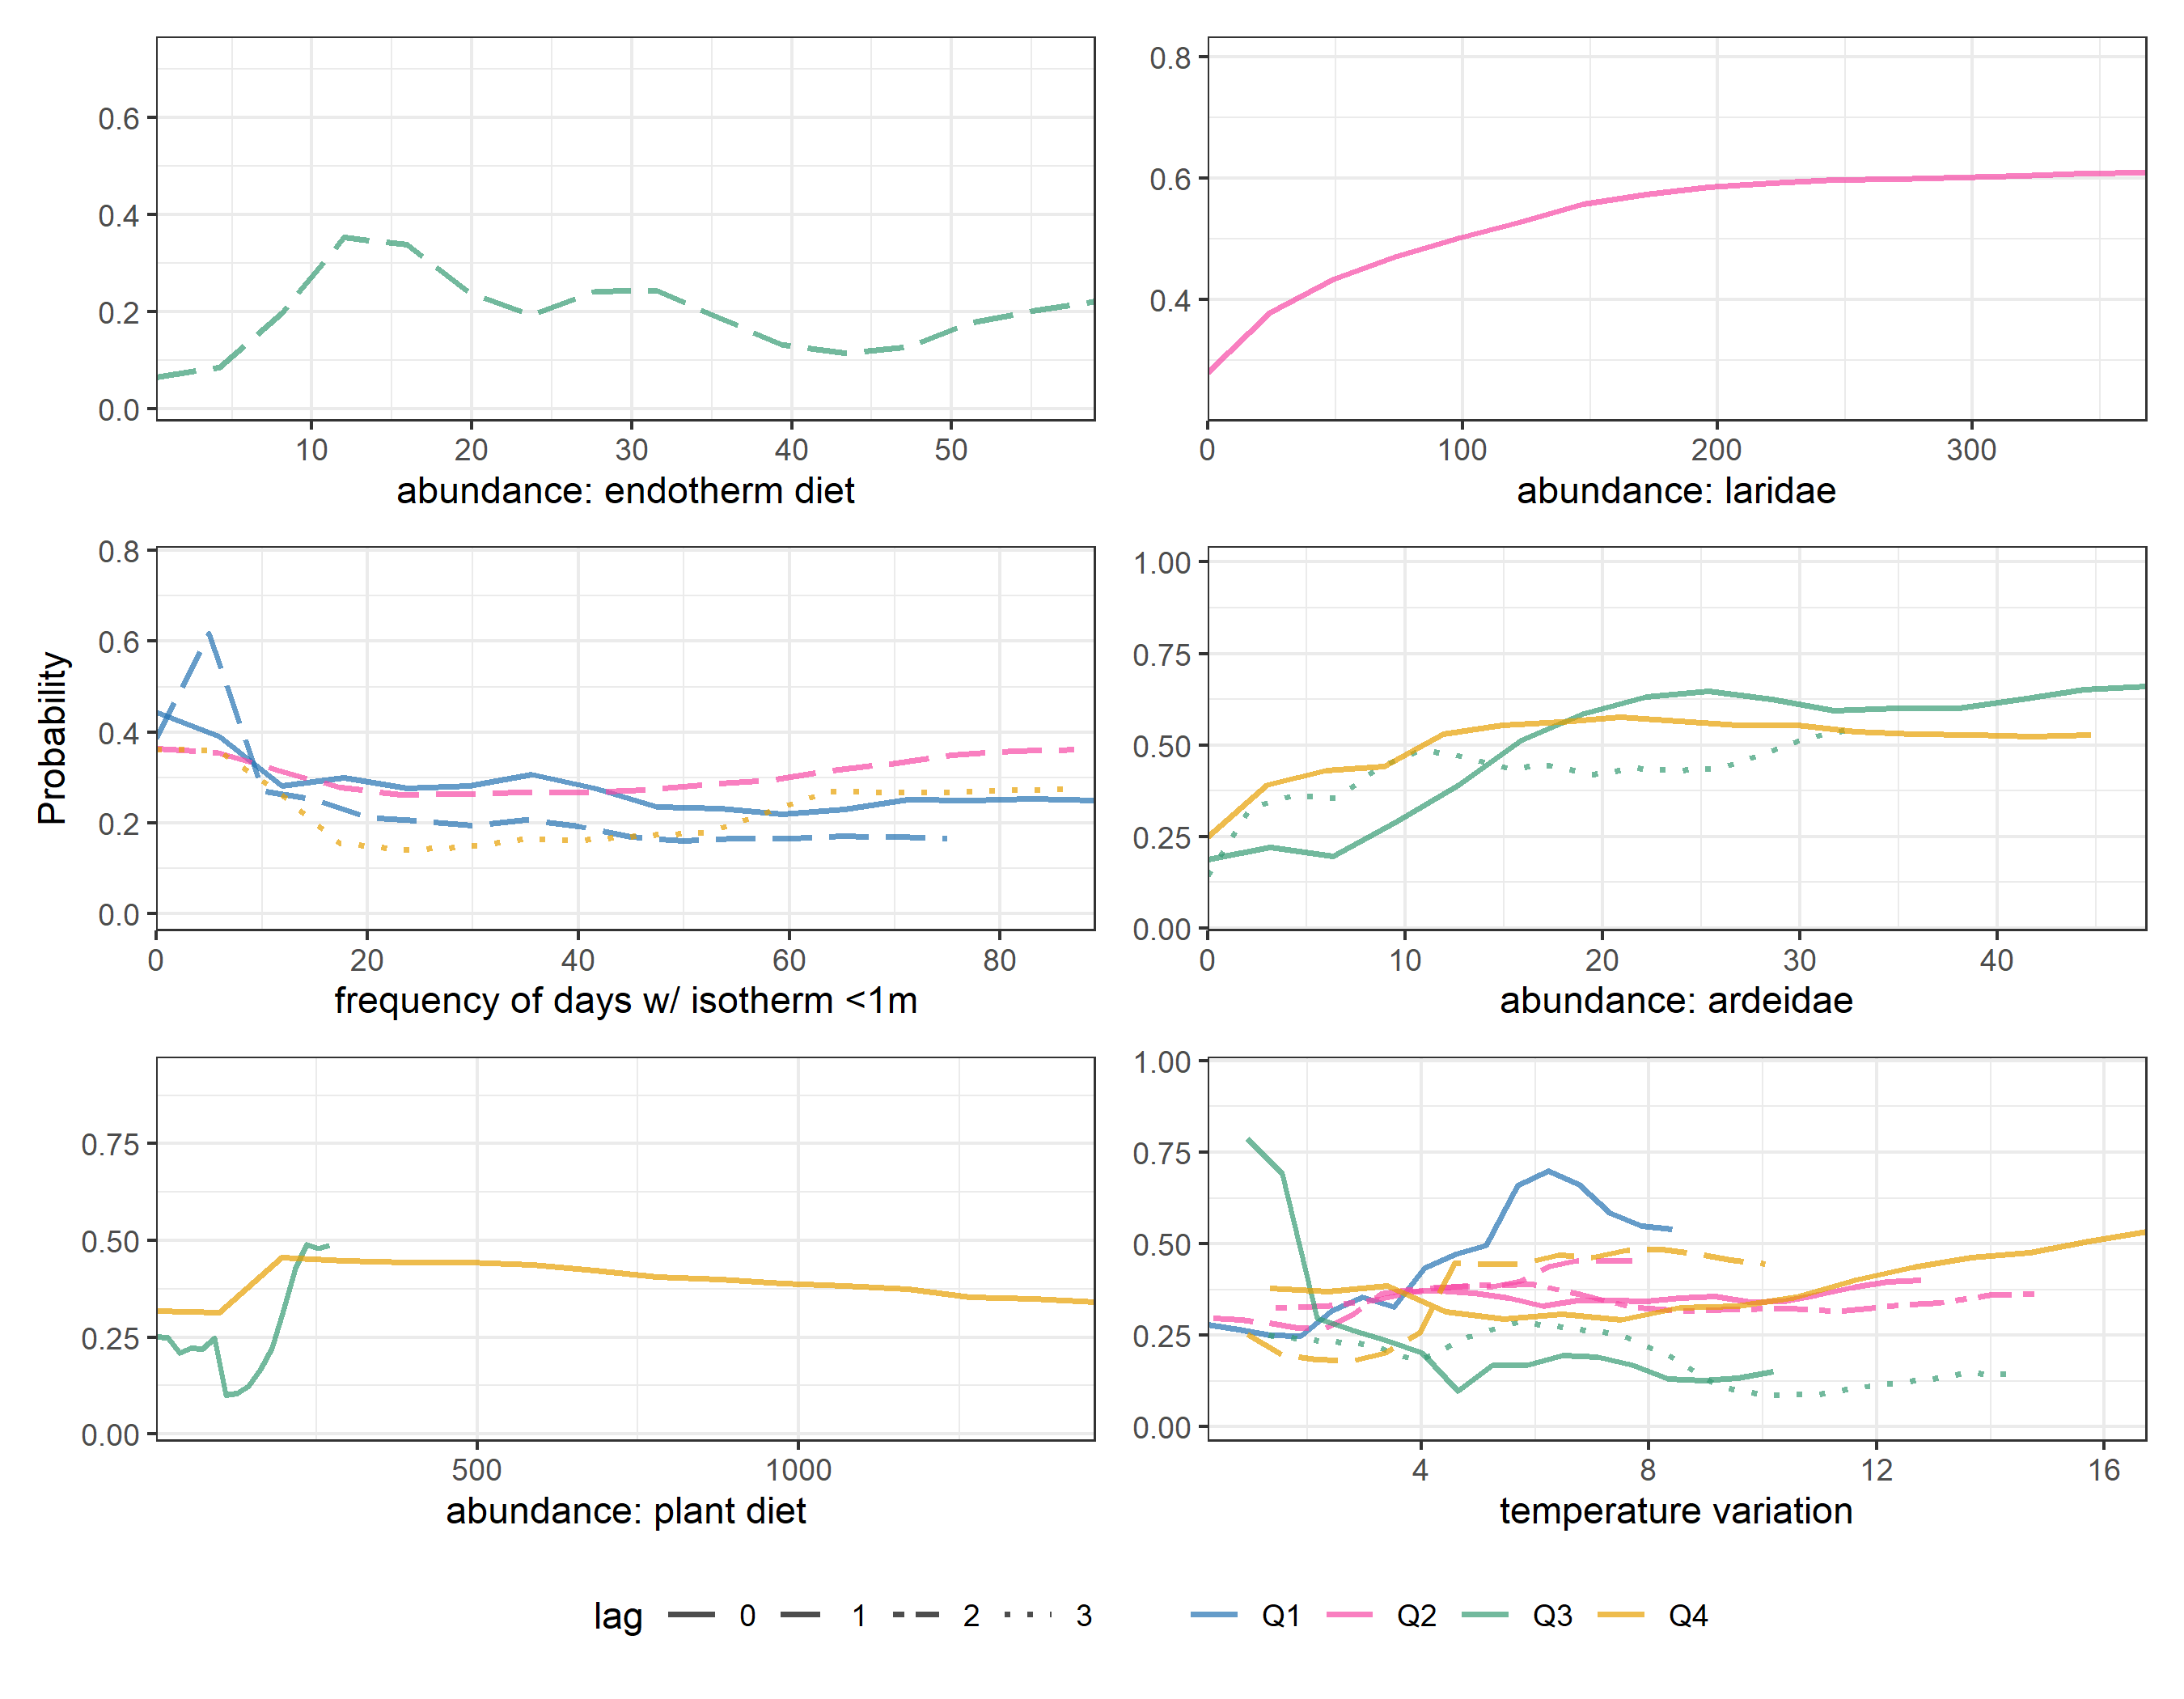 0.6
0.4
0.2
0.0
10 20 30 40 50
abundance: endotherm diet
0.8
0.6
0.4
0 100 200 300
abundance: laridae
Probability
0.8
0.6
0.4
0.2
0.0
0 20 40 60 80
frequency of days w/ isotherm <1m
1.00
0.75
0.50
0.25
0.00
0 10 20 30 40
abundance: ardeidae
0.75
0.50
0.25
0.00
500 1000
abundance: plant diet
1.00
0.75
0.50
0.25
0.00
4 8 12 16
temperature variation
lag 0 1 2 3 Q1 Q2 Q3 Q4